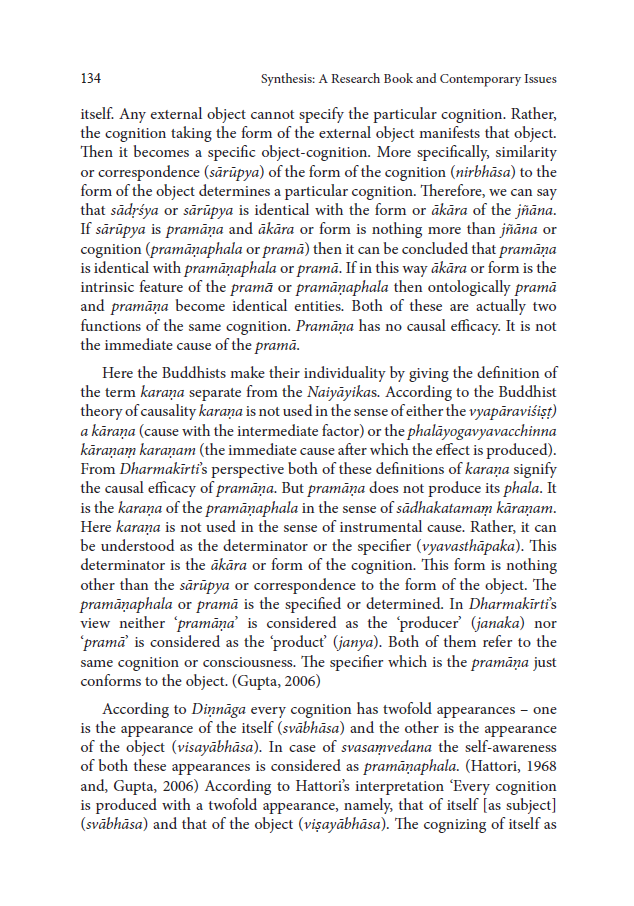 134 Synthesis: A Research Book and Contemporary Issues
itself. Any external object cannot specify the particular cognition. Rather,
the cognition taking the form of the external object manifests that object.
Then it becomes a specific object-cognition. More specifically, similarity
or correspondence (sārūpya) of the form of the cognition (nirbhāsa) to the
form of the object determines a particular cognition. Therefore, we can say
that sādṛśya or sārūpya is identical with the form or ākāra of the jñāna.
If sārūpya is pramāṇa and ākāra or form is nothing more than jñāna or
cognition (pramāṇaphala or pramā) then it can be concluded that pramāṇa
is identical with pramāṇaphala or pramā. If in this way ākāra or form is the
intrinsic feature of the pramā or pramāṇaphala then ontologically pramā
and pramāṇa become identical entities. Both of these are actually two
functions of the same cognition. Pramāṇa has no causal efficacy. It is not
the immediate cause of the pramā.
Here the Buddhists make their individuality by giving the definition of
the term karaṇa separate from the Naiyāyikas. According to the Buddhist
theory of causality karaṇa is not used in the sense of either the vyapāraviśiṣṭ)
a kāraṇa (cause with the intermediate factor) or the phalāyogavyavacchinna
kāraṇaṃ karaṇam (the immediate cause after which the effect is produced).
From Dharmakīrti's perspective both of these definitions of karaṇa signify
the causal efficacy of pramāṇa. But pramāṇa does not produce its phala. It
is the karaṇa of the pramāṇaphala in the sense of sādhakatamaṃ kāraṇam.
Here karaṇa is not used in the sense of instrumental cause. Rather, it can
be understood as the determinator or the specifier (vyavasthāpaka). This
determinator is the ākāra or form of the cognition. This form is nothing
other than the sārūpya or correspondence to the form of the object. The
pramāṇaphala or pramā is the specified or determined. In Dharmakīrti's
view neither ‘pramāṇa’ is considered as the ‘producer’ (janaka) nor
‘pramā’ is considered as the ‘product’ (janya). Both of them refer to the
same cognition or consciousness. The specifier which is the pramāṇa just
conforms to the object. (Gupta, 2006)
According to Diṇnāga every cognition has twofold appearances – one
is the appearance of the itself (svābhāsa) and the other is the appearance
of the object (visayābhāsa). In case of svasaṃvedana the self-awareness
of both these appearances is considered as pramāṇaphala. (Hattori, 1968
and, Gupta, 2006) According to Hattori's interpretation ‘Every cognition
is produced with a twofold appearance, namely, that of itself [as subject]
(svābhāsa) and that of the object (viṣayābhāsa). The cognizing of itself as